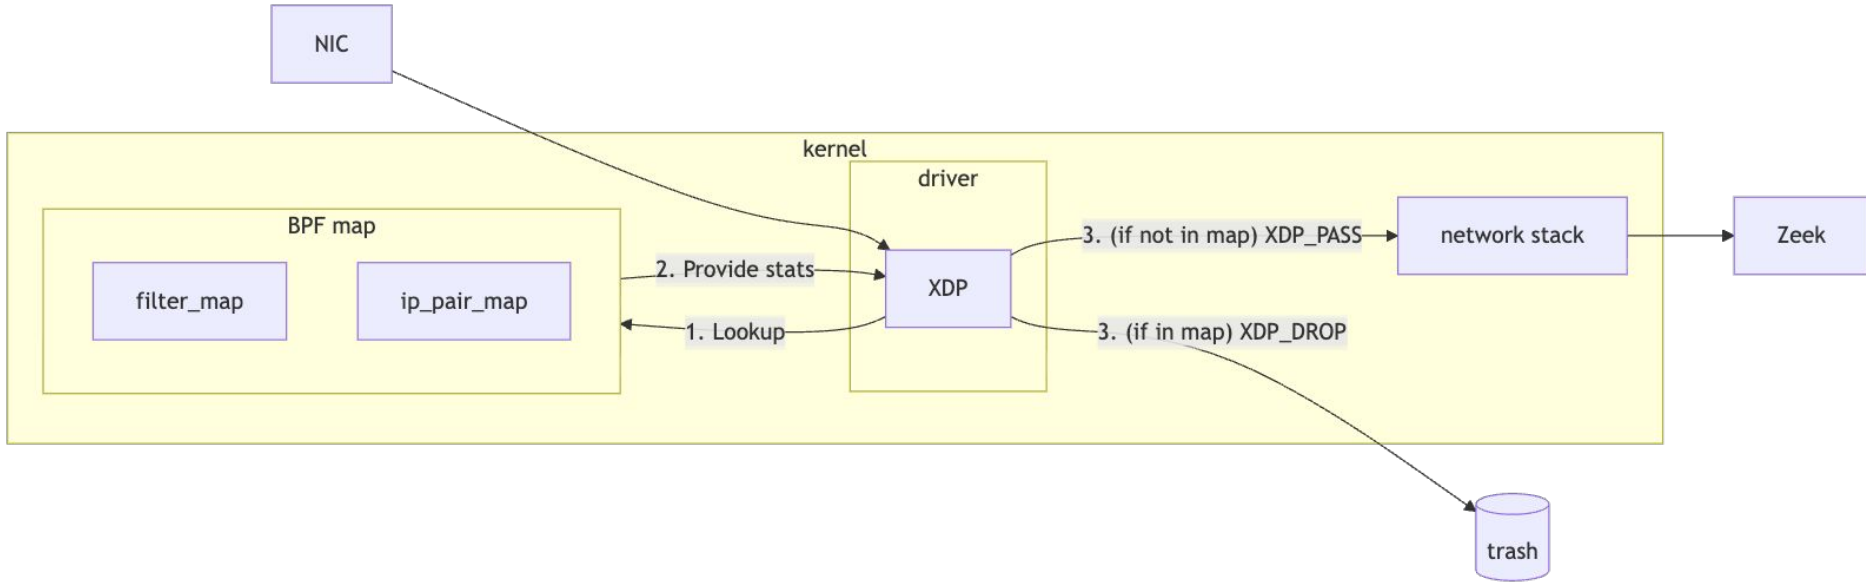 NIC
kernel
driver
BPF map
filter_map
ip_pair_map
2. Provide stats
1. Lookup
XDP
3. (if not in map) XDP_PASS
3. (if in map) XDP_DROP
network stack
Zeek
trash